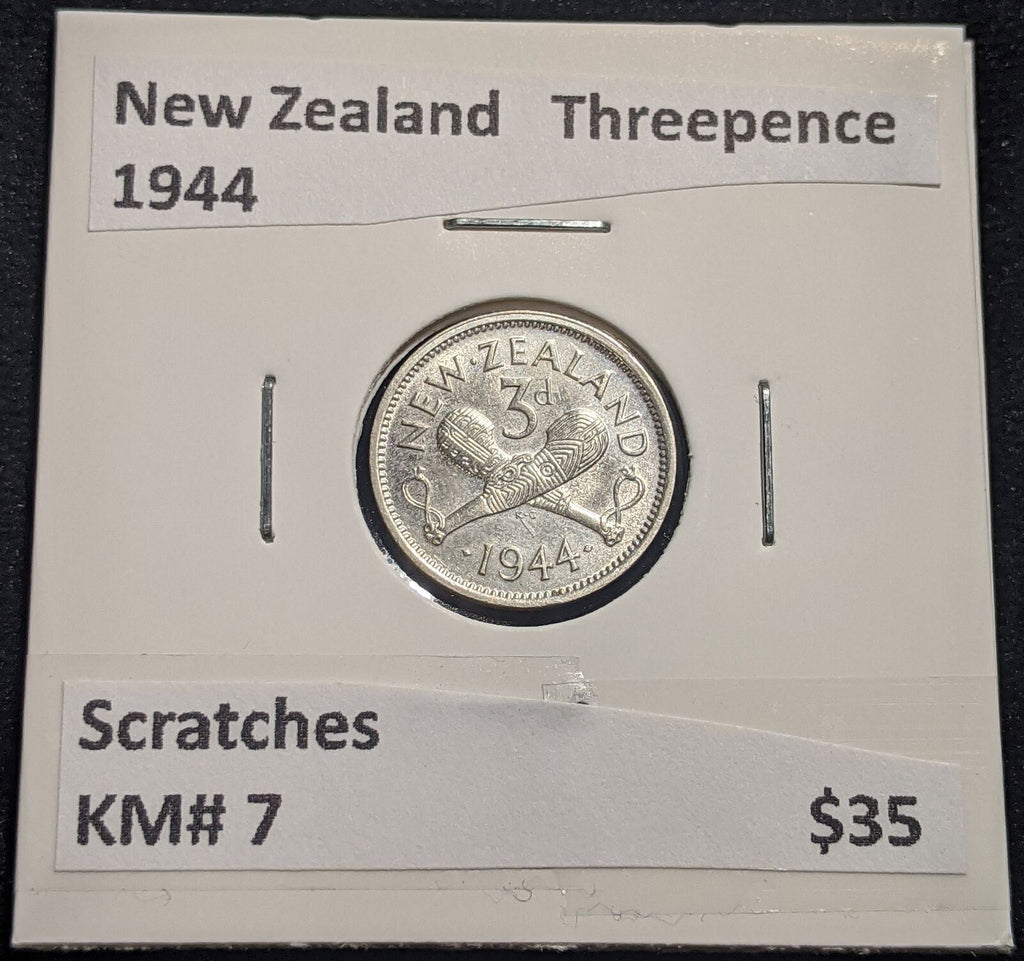 New Zealand Threepence
1944
NEW·ZEALAND
3d
·1944·
Scratches
KM# 7 $35